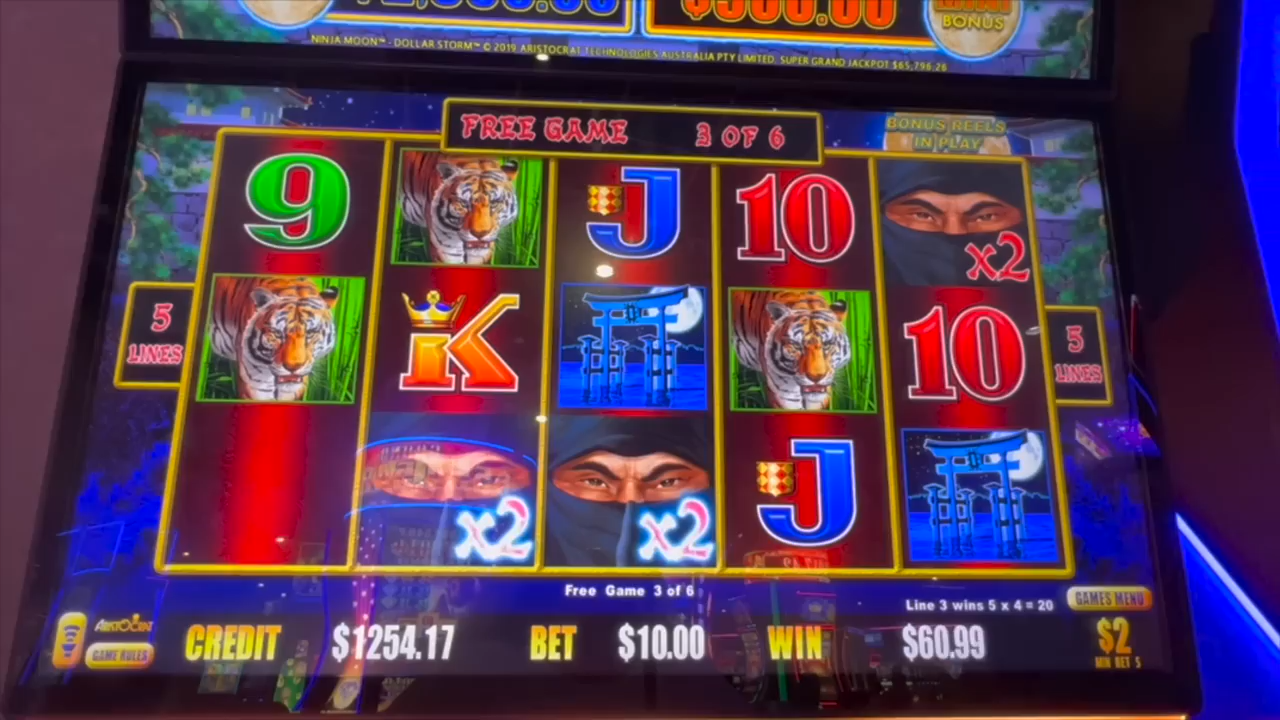 $500.00
BONUS
NINJA MOON™ - DOLLAR STORM™ © 2019 ARISTOCRAT TECHNOLOGIES AUSTRALIA PTY LIMITED. SUPER GRAND JACKPOT $65,796.26
FREE GAME 3 OF 6
BONUS REELS
IN PLAY
9 J 10 x2
5
LINES
K 10
5
LINES
x2 x2 J
Free Game 3 of 6
Line 3 wins 5 x 4 = 20
GAMES MENU
ARISTOCRAT
GAME RULES
CREDIT $1254.17 BET $10.00 WIN $60.99
$2
MIN BET 5